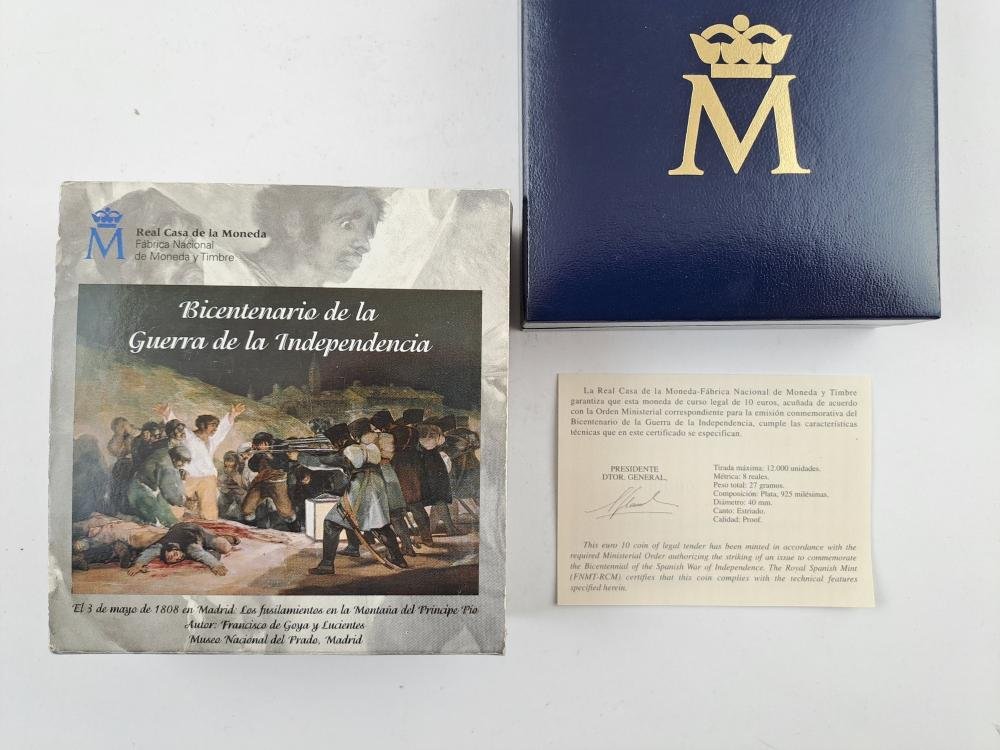 M
Real Casa de la Moneda
Fábrica Nacional
de Moneda y Timbre
Bicentenario de la
Guerra de la Independencia
El 3 de mayo de 1808 en Madrid: Los fusilamientos en la Montaña del Príncipe Pío
Autor: Francisco de Goya y Lucientes
Museo Nacional del Prado, Madrid
M
La Real Casa de la Moneda-Fábrica Nacional de Moneda y Timbre
garantiza que esta moneda de curso legal de 10 euros, acuñada de acuerdo
con la Orden Ministerial correspondiente para la emisión conmemorativa del
Bicentenario de la Guerra de la Independencia, cumple las características
técnicas que en este certificado se especifican.
PRESIDENTE
DTOR. GENERAL,
Tirada máxima: 12.000 unidades.
Métrica: 8 reales.
Peso total: 27 gramos.
Composición: Plata, 925 milésimas.
Diámetro: 40 mm.
Canto: Estriado.
Calidad: Proof.
This euro 10 coin of legal tender has been minted in accordance with the
required Ministerial Order authorizing the striking of an issue to commemorate
the Bicentennial of the Spanish War of Independence. The Royal Spanish Mint
(FNMT-RCM) certifies that this coin complies with the technical features
specified herein.